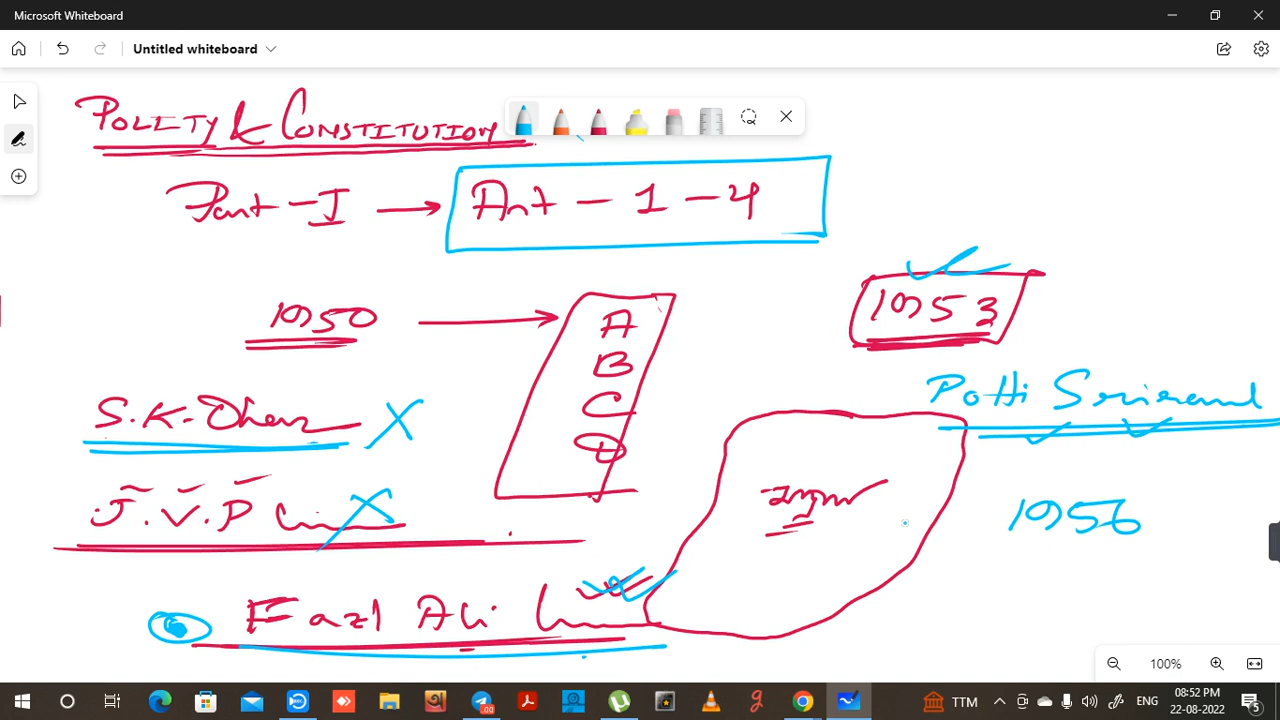 Microsoft Whiteboard
Untitled whiteboard
POLITY & CONSTITUTION
Part - I → Art - 1 - 4
1950 → A
B
C
D
1953
Potti
S.K. Dhar X
J.V.P X
1956
Fazl Ali
100%
TTM
ENG
08:52 PM
22-08-2022
5